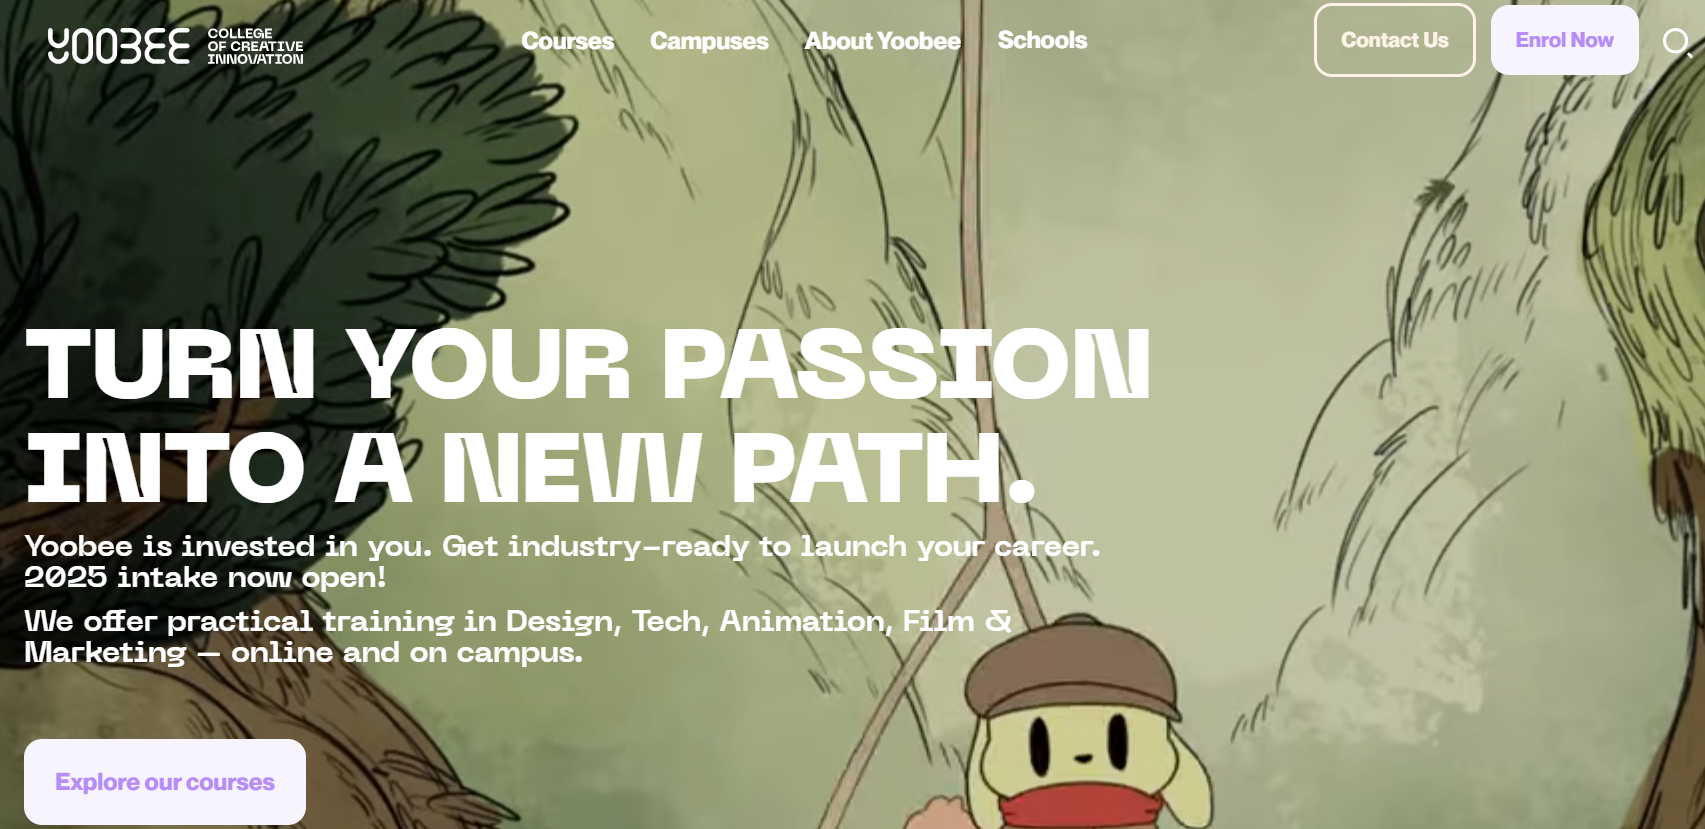 YOOBEE
COLLEGE
OF CREATIVE
INNOVATION
Courses
Campuses
About Yoobee
Schools
Contact Us
Enrol Now
TURN YOUR PASSION
INTO A NEW PATH.
Yoobee is invested in you. Get industry-ready to launch your career.
2025 intake now open!
We offer practical training in Design, Tech, Animation, Film &
Marketing – online and on campus.
Explore our courses